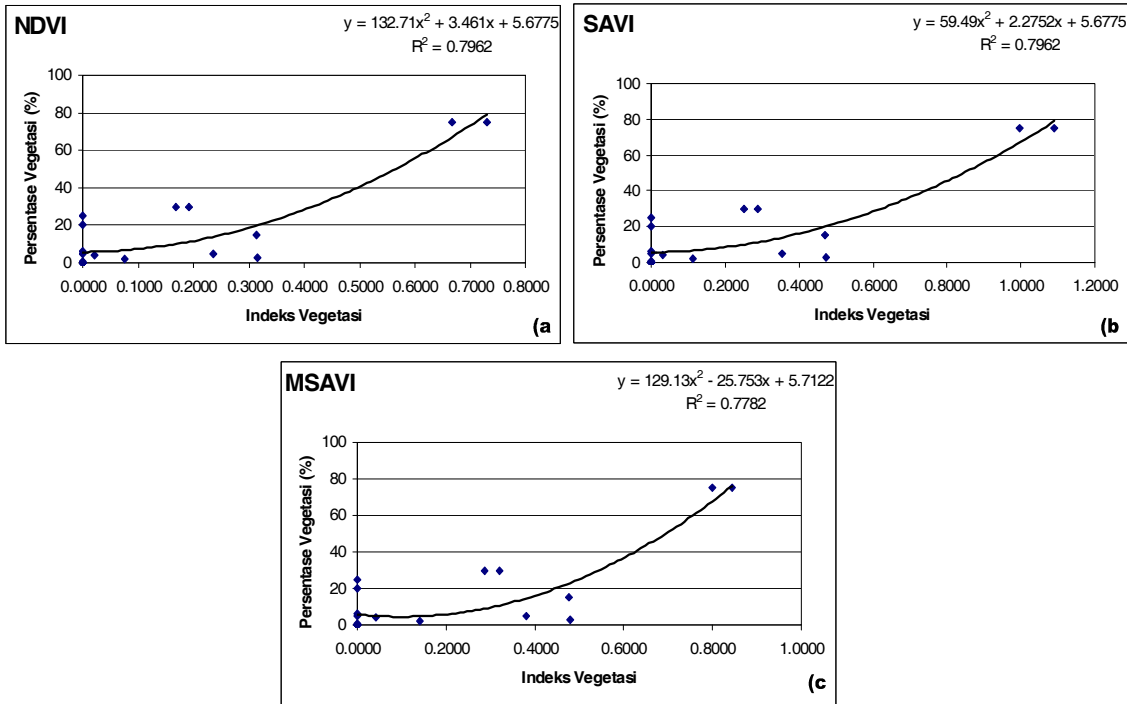 NDVI
y = 132.71x² + 3.461x + 5.6775
R² = 0.7962
Persentase Vegetasi (%)
100
80
60
40
20
0
0.0000 0.1000 0.2000 0.3000 0.4000 0.5000 0.6000 0.7000 0.8000
Indeks Vegetasi
(a
SAVI
y = 59.49x² + 2.2752x + 5.6775
R² = 0.7962
Persentase Vegetasi (%)
100
80
60
40
20
0
0.0000 0.2000 0.4000 0.6000 0.8000 1.0000 1.2000
Indeks Vegetasi
(b
MSAVI
y = 129.13x² - 25.753x + 5.7122
R² = 0.7782
Persentase Vegetasi (%)
100
80
60
40
20
0
0.0000 0.2000 0.4000 0.6000 0.8000 1.0000
Indeks Vegetasi
(c